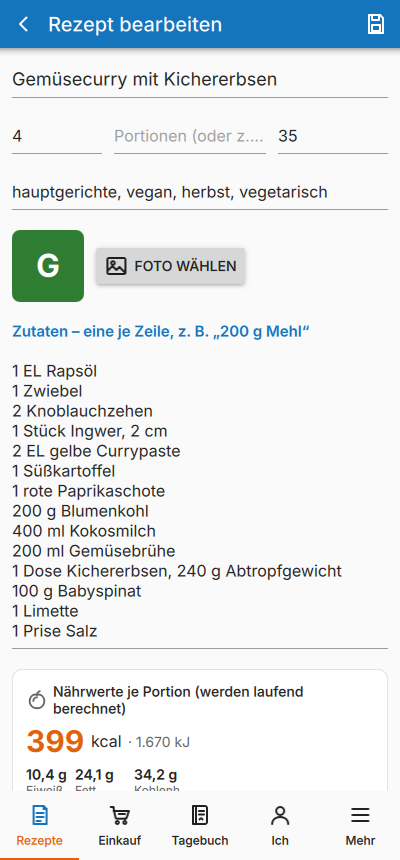 Rezept bearbeiten
Gemüsecurry mit Kichererbsen
4 Portionen (oder z.... 35
hauptgerichte, vegan, herbst, vegetarisch
G
FOTO WÄHLEN
Zutaten – eine je Zeile, z. B. „200 g Mehl“
1 EL Rapsöl
1 Zwiebel
2 Knoblauchzehen
1 Stück Ingwer, 2 cm
2 EL gelbe Currypaste
1 Süßkartoffel
1 rote Paprikaschote
200 g Blumenkohl
400 ml Kokosmilch
200 ml Gemüsebrühe
1 Dose Kichererbsen, 240 g Abtropfgewicht
100 g Babyspinat
1 Limette
1 Prise Salz
Nährwerte je Portion (werden laufend
berechnet)
399 kcal · 1.670 kJ
10,4 g 24,1 g 34,2 g
Eiweiß Fett Kohlenh.
Rezepte Einkauf Tagebuch Ich Mehr